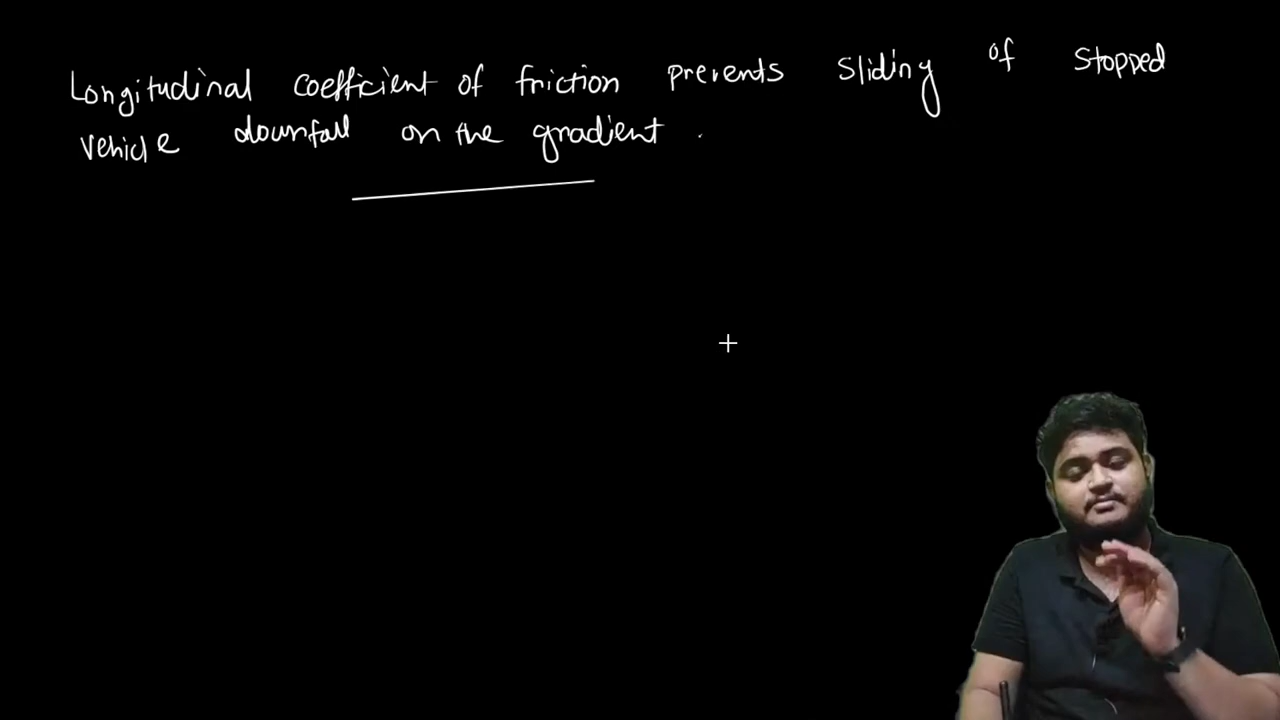 Longitudinal coefficient of friction prevents sliding of stopped
vehicle downfall on the gradient .